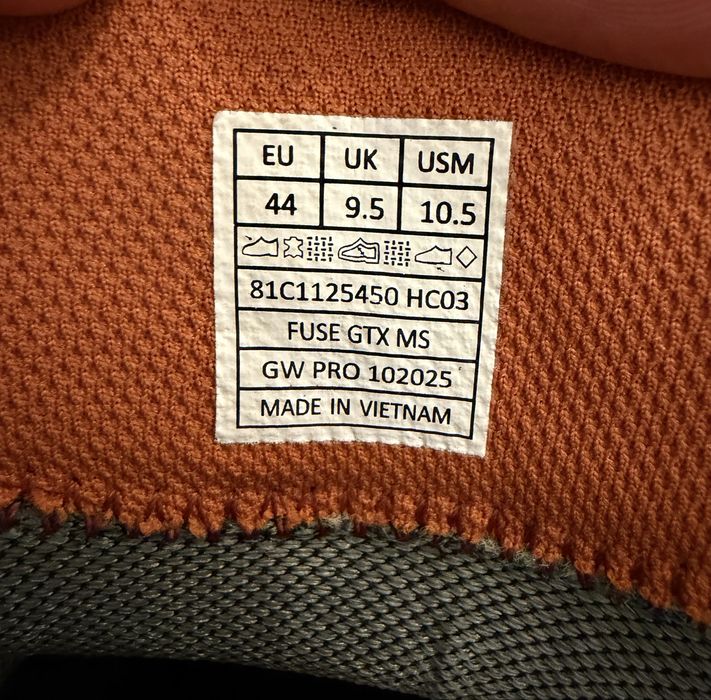 EU UK USM
44 9.5 10.5
81C1125450 HC03
FUSE GTX MS
GW PRO 102025
MADE IN VIETNAM